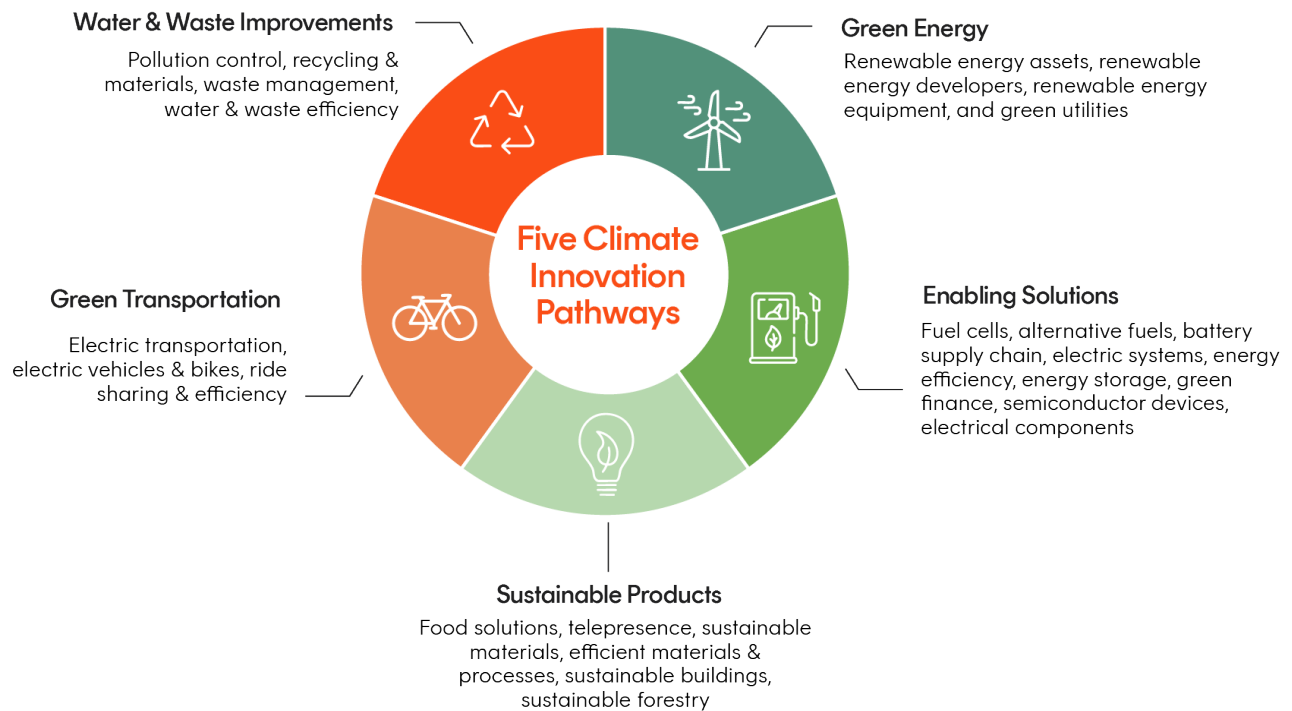 Water & Waste Improvements
Pollution control, recycling &
materials, waste management,
water & waste efficiency
Green Energy
Renewable energy assets, renewable
energy developers, renewable energy
equipment, and green utilities
Five Climate
Innovation
Pathways
Green Transportation
Electric transportation,
electric vehicles & bikes, ride
sharing & efficiency
Enabling Solutions
Fuel cells, alternative fuels, battery
supply chain, electric systems, energy
efficiency, energy storage, green
finance, semiconductor devices,
electrical components
Sustainable Products
Food solutions, telepresence, sustainable
materials, efficient materials &
processes, sustainable buildings,
sustainable forestry